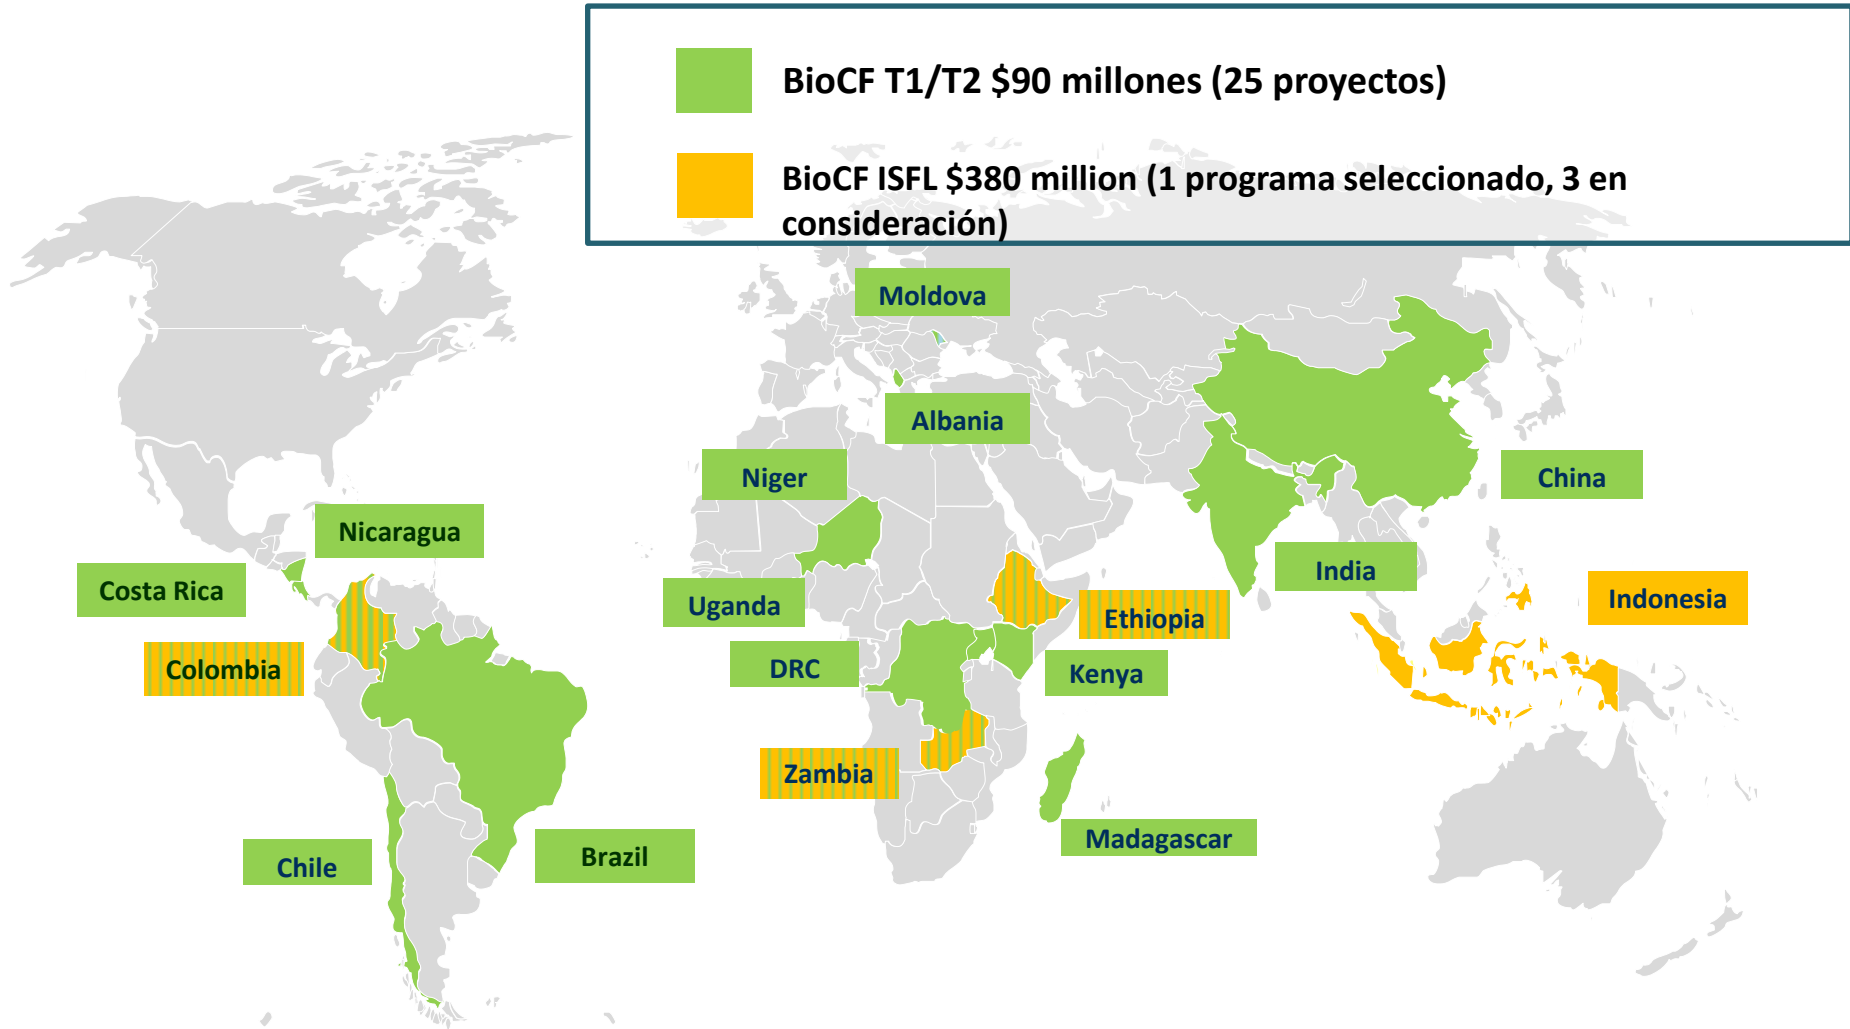 BioCF T1/T2 $90 millones (25 proyectos)
BioCF ISFL $380 million (1 programa seleccionado, 3 en
consideración)
Moldova
Albania
Niger
China
Nicaragua
India
Costa Rica
Uganda
Ethiopia
Indonesia
Colombia
DRC
Kenya
Zambia
Madagascar
Chile
Brazil